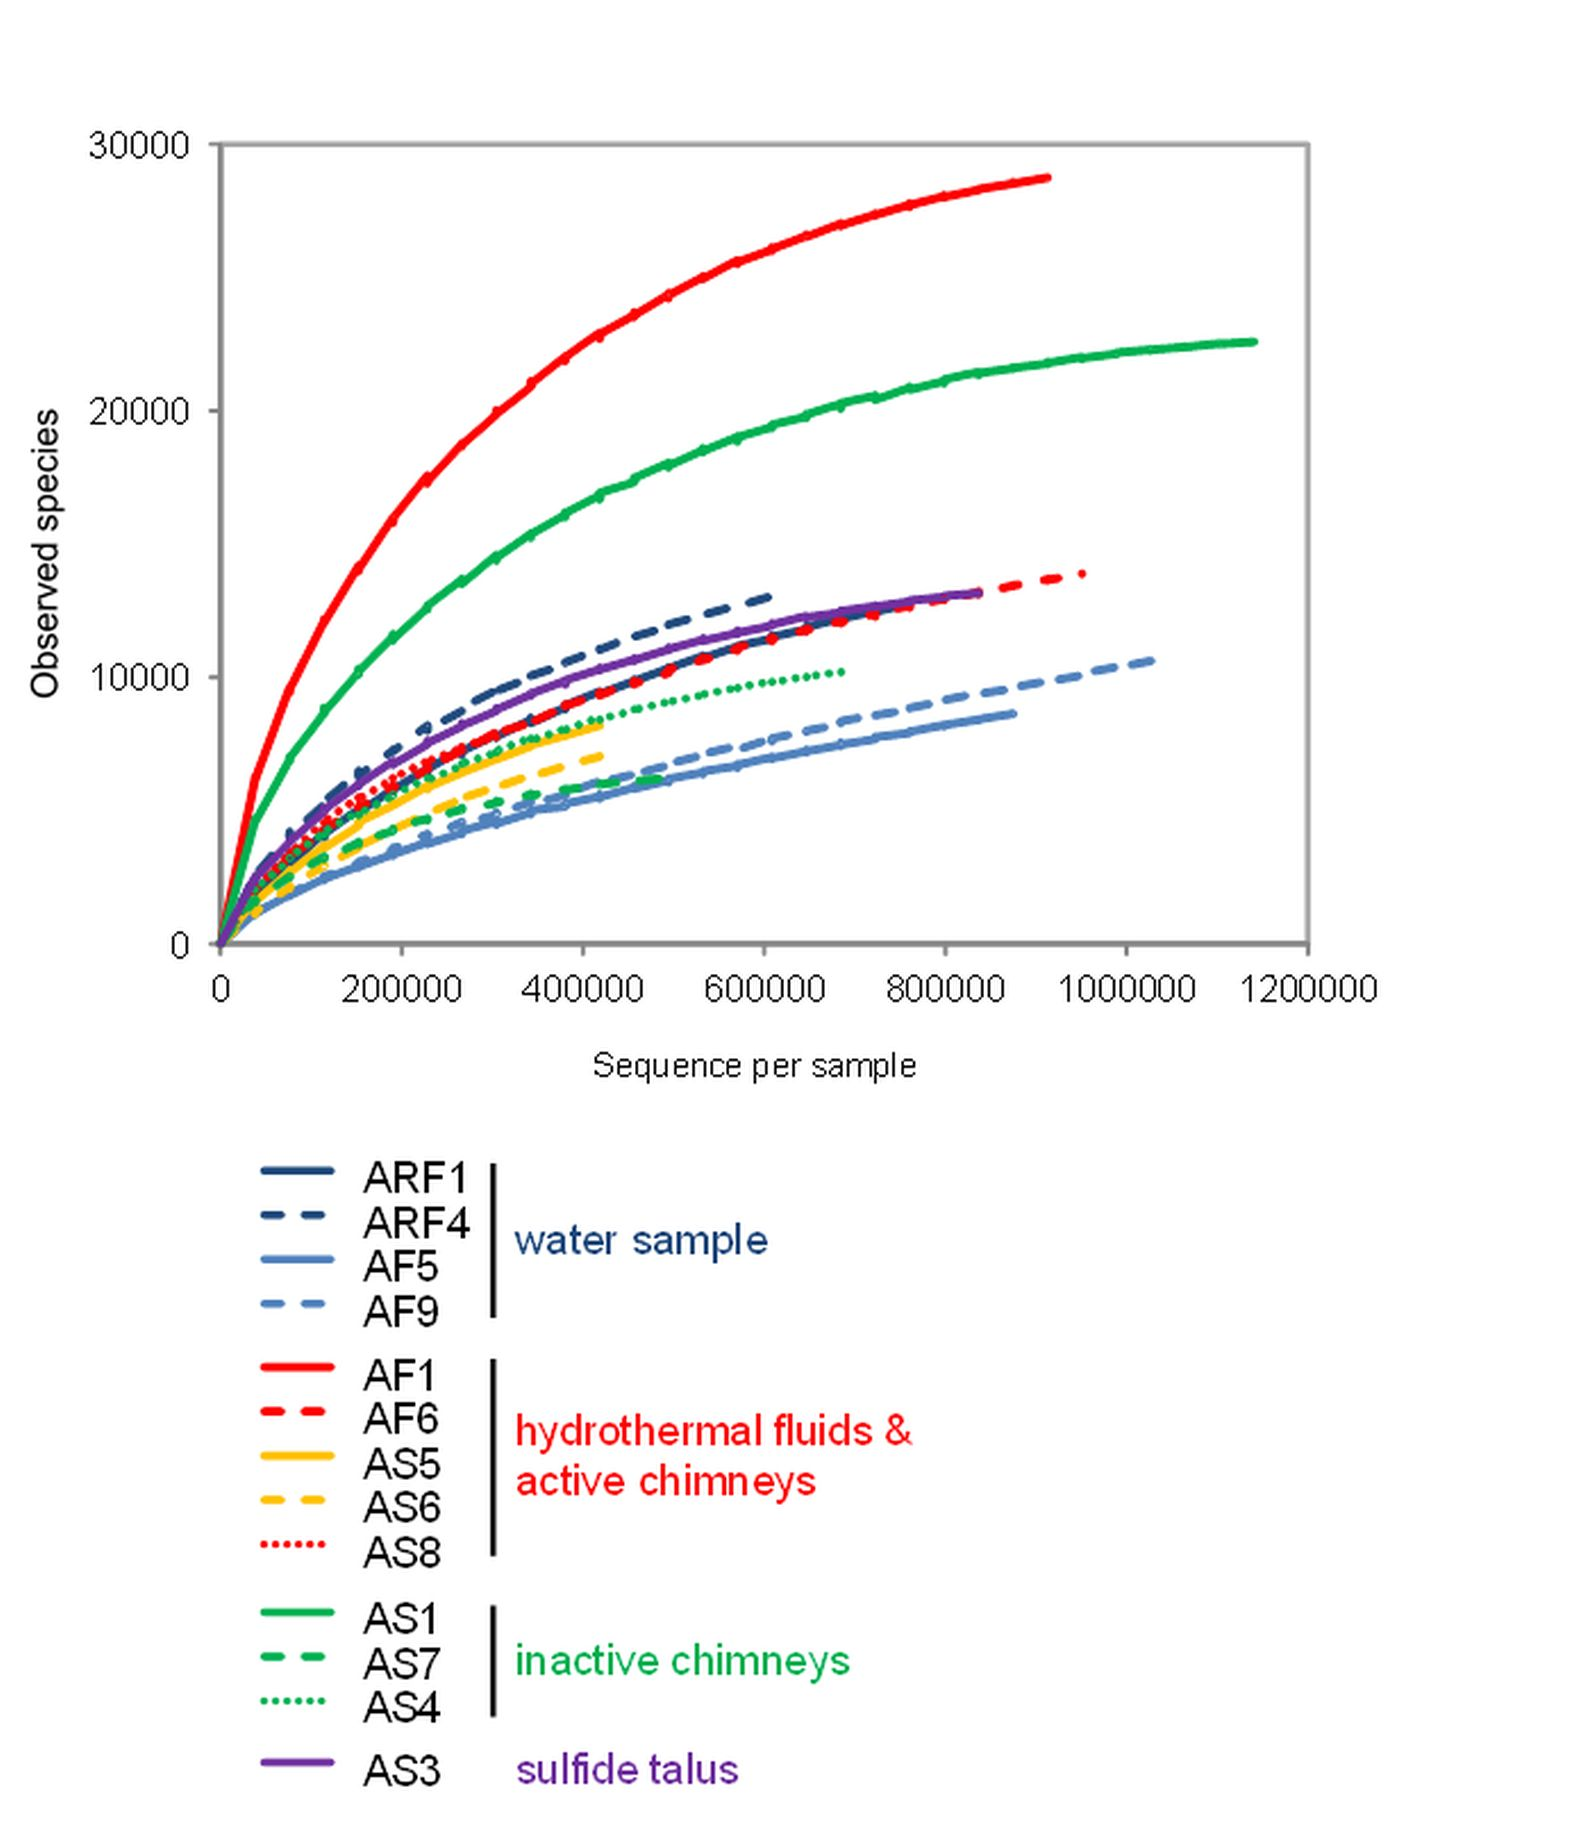 30000
20000
10000
0
Observed species
0 200000 400000 600000 800000 1000000 1200000
Sequence per sample
ARF1
ARF4
AF5
AF9
water sample
AF1
AF6
AS5
AS6
AS8
hydrothermal fluids &
active chimneys
AS1
AS7
AS4
inactive chimneys
AS3
sulfide talus